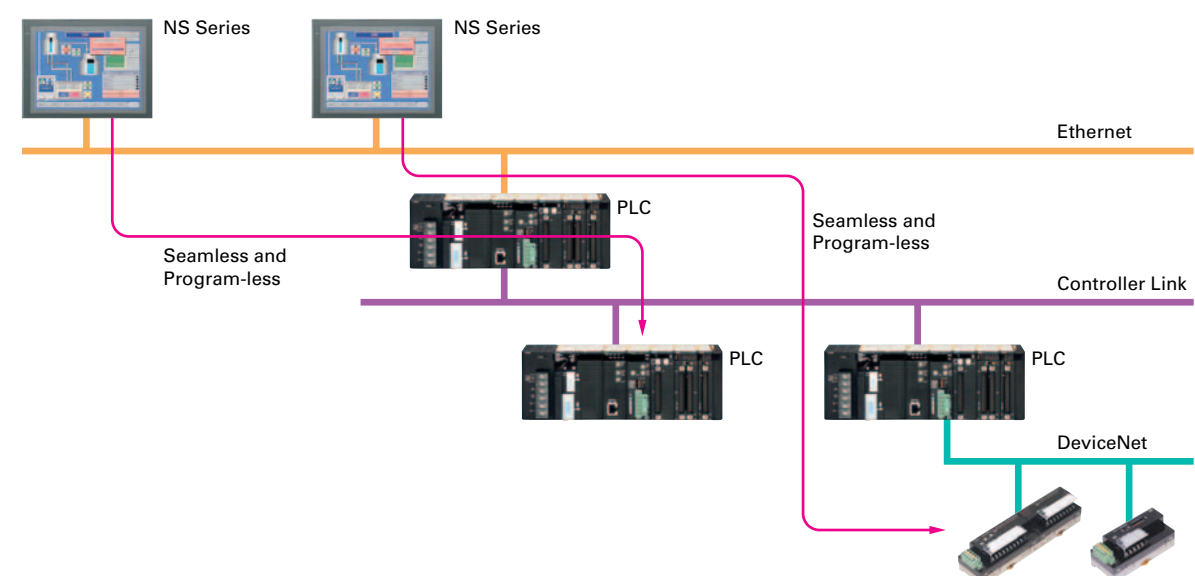 NS Series
NS Series
Ethernet
PLC
Seamless and
Program-less
Seamless and
Program-less
Controller Link
PLC
PLC
DeviceNet